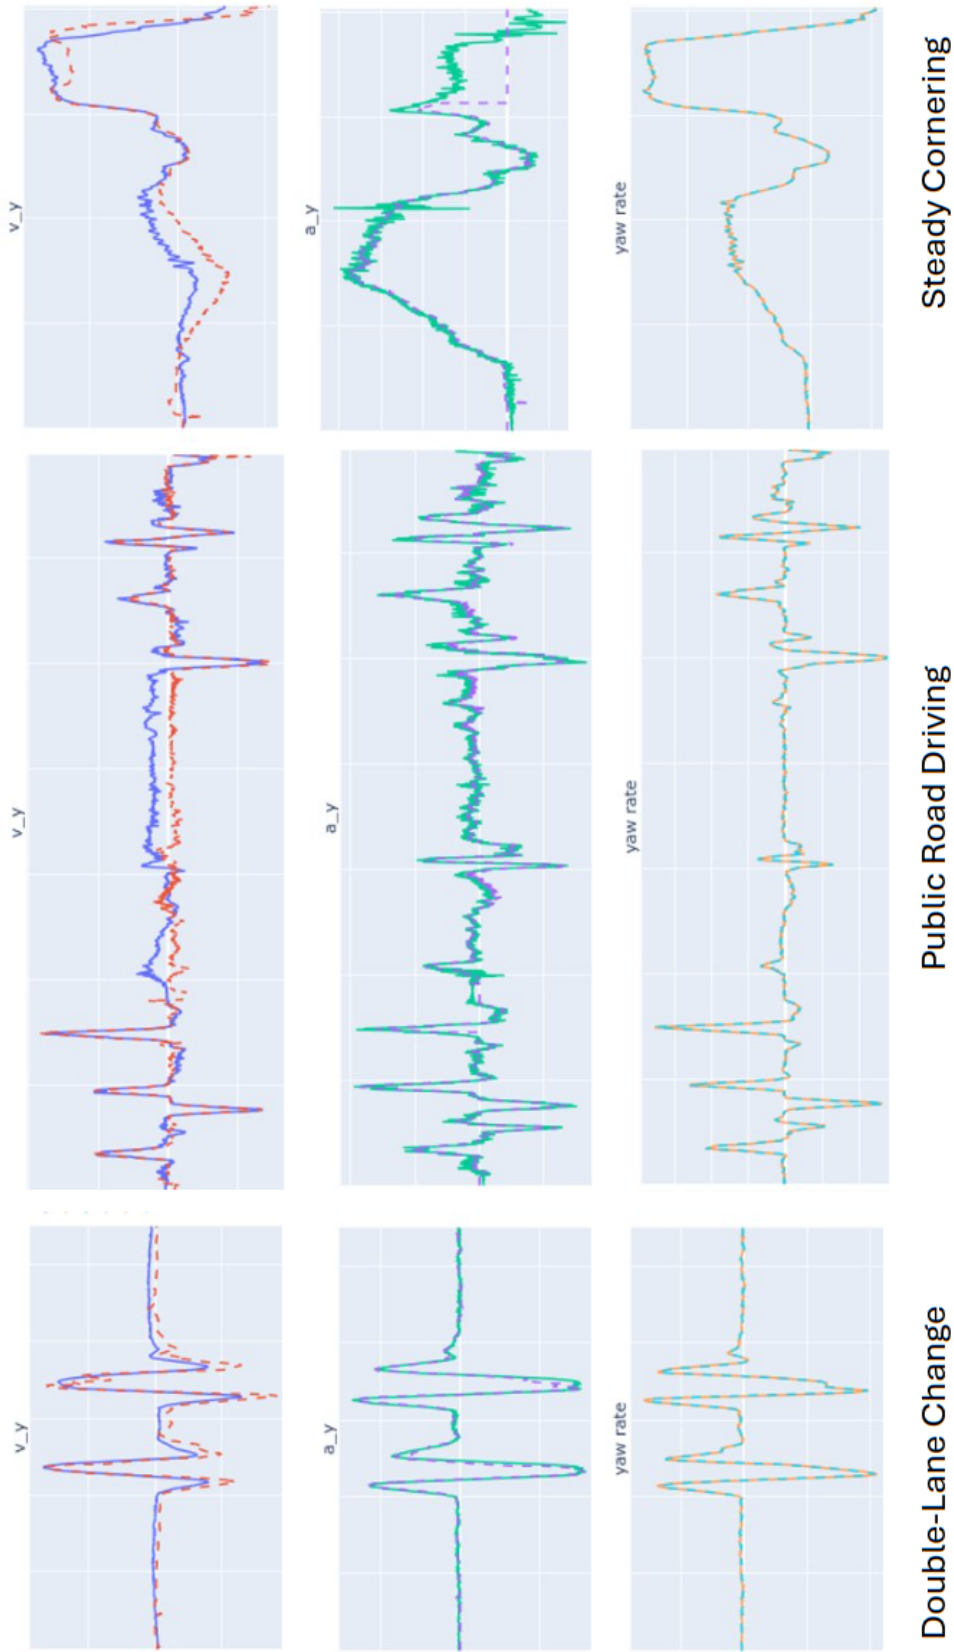 v_y
v_y
v_y
a_y
a_y
a_y
yaw rate
yaw rate
yaw rate
Double-Lane Change
Public Road Driving
Steady Cornering